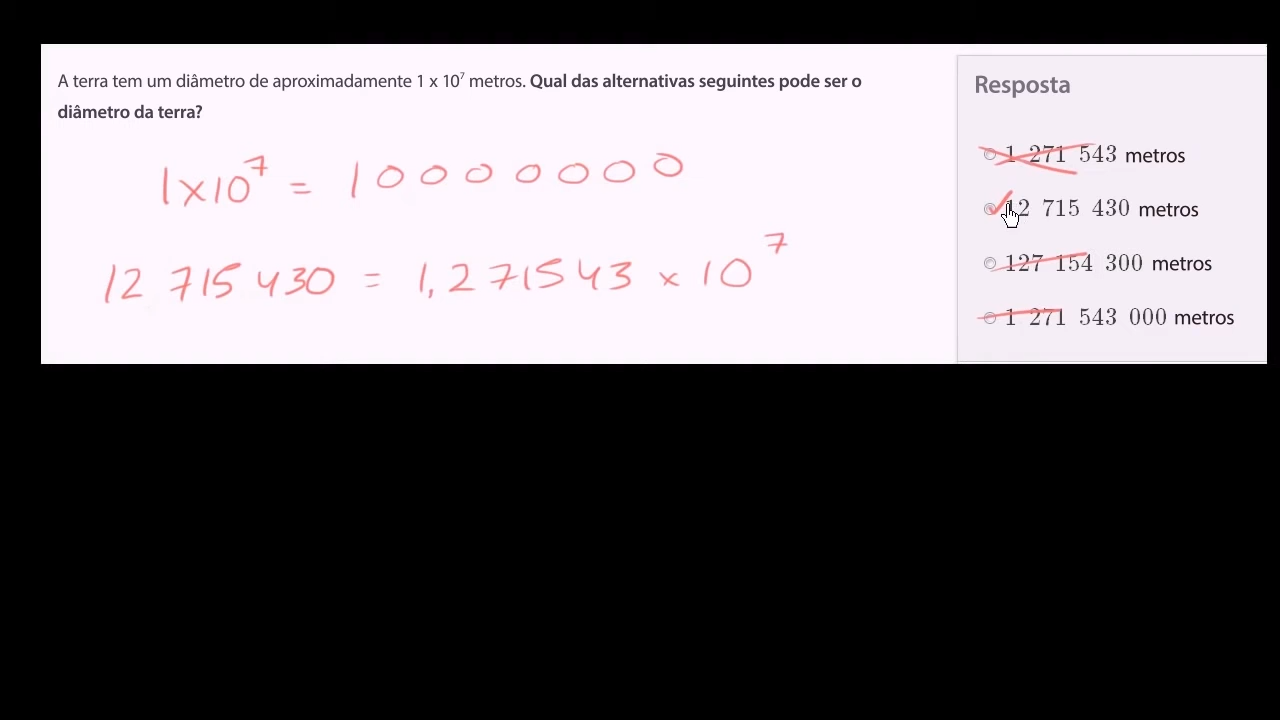 A terra tem um diâmetro de aproximadamente 1 x 10⁷ metros. Qual das alternativas seguintes pode ser o
diâmetro da terra?
1x10⁷ = 10000000
12 715 430 = 1,271543 x 10⁷
Resposta
1 271 543 metros
12 715 430 metros
127 154 300 metros
1 271 543 000 metros